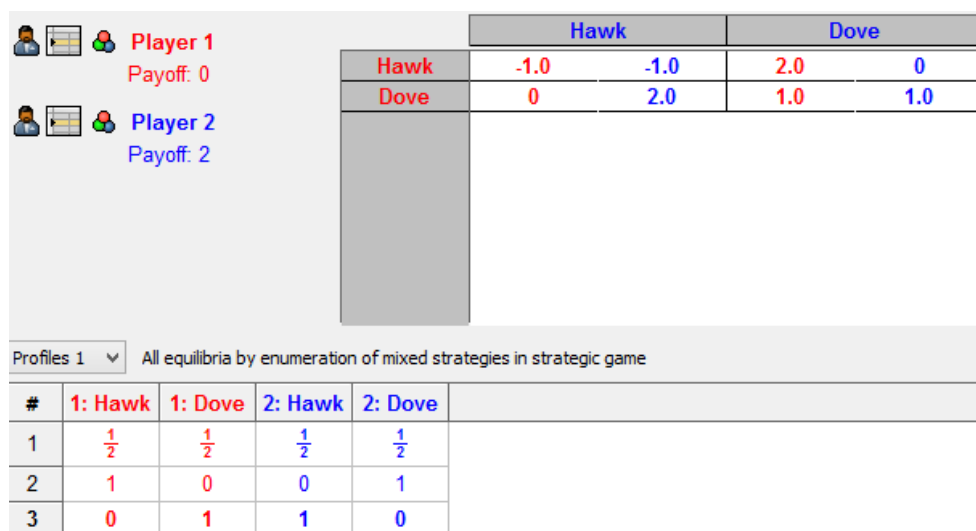 Player 1
Payoff: 0
Player 2
Payoff: 2
Hawk Dove
Hawk -1.0 -1.0 2.0 0
Dove 0 2.0 1.0 1.0
Profiles 1 All equilibria by enumeration of mixed strategies in strategic game
# 1: Hawk 1: Dove 2: Hawk 2: Dove
1 1/2 1/2 1/2 1/2
2 1 0 0 1
3 0 1 1 0